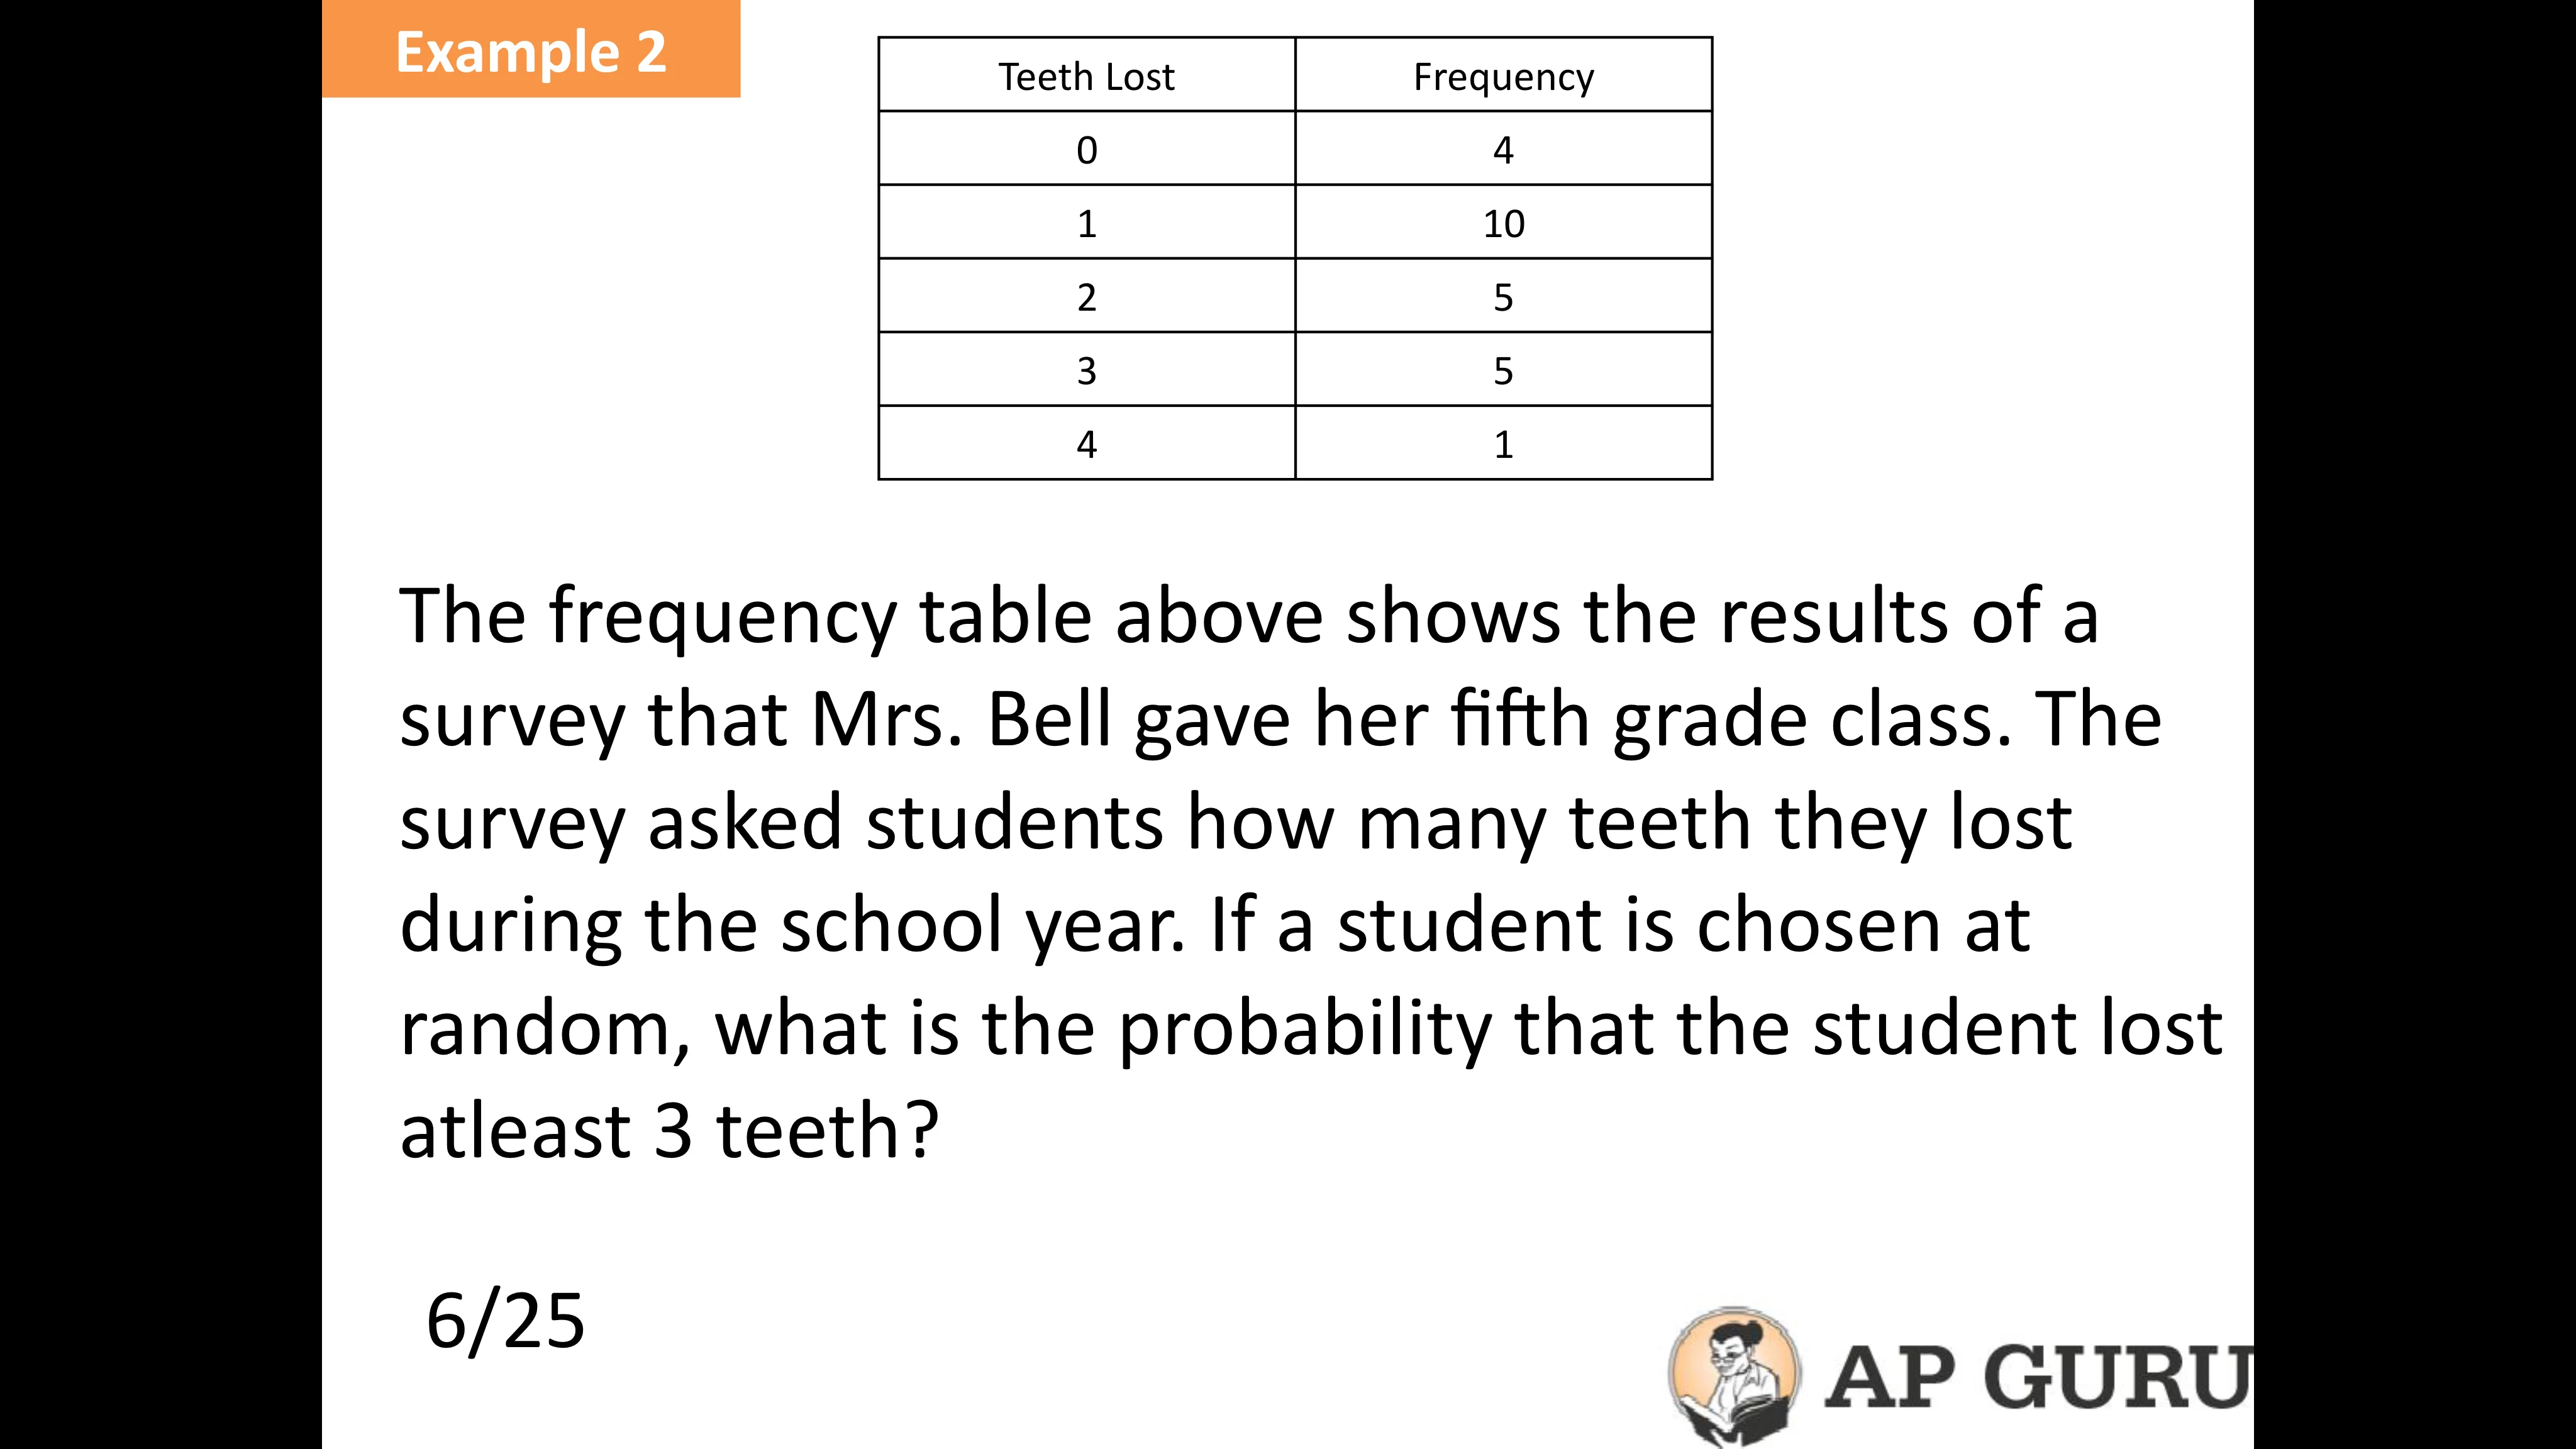 Example 2
Teeth Lost Frequency
0 4
1 10
2 5
3 5
4 1
The frequency table above shows the results of a
survey that Mrs. Bell gave her fifth grade class. The
survey asked students how many teeth they lost
during the school year. If a student is chosen at
random, what is the probability that the student lost
atleast 3 teeth?
6/25
AP GURU